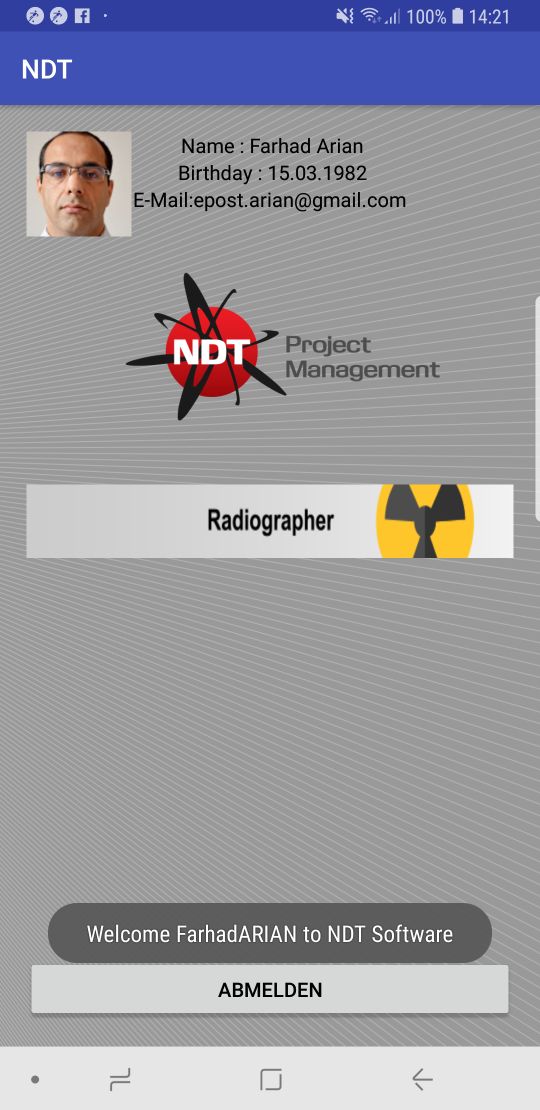 100% 14:21
NDT
Name : Farhad Arian
Birthday : 15.03.1982
E-Mail:epost.arian@gmail.com
NDT Project
Management
Radiographer
Welcome FarhadARIAN to NDT Software
ABMELDEN